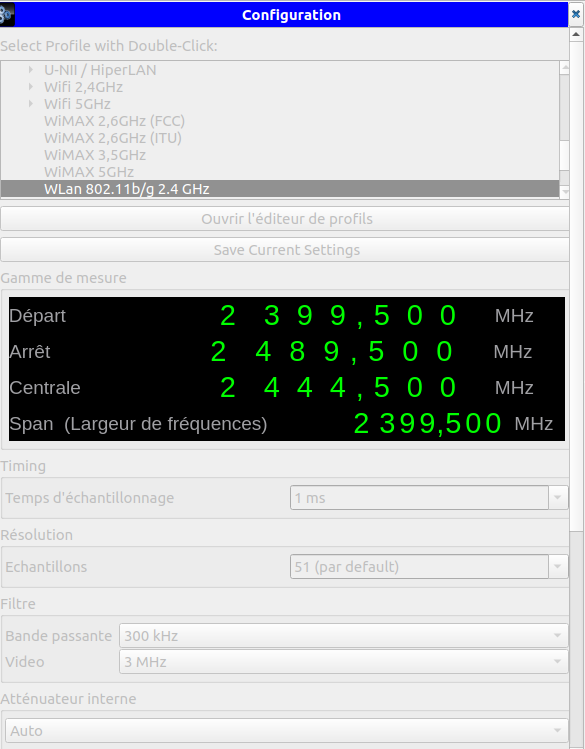 Configuration
Select Profile with Double-Click:
U-NII / HiperLAN
Wifi 2,4GHz
Wifi 5GHz
WiMAX 2,6GHz (FCC)
WiMAX 2,6GHz (ITU)
WiMAX 3,5GHz
WiMAX 5GHz
WLan 802.11b/g 2.4 GHz
Ouvrir l'éditeur de profils
Save Current Settings
Gamme de mesure
Départ 2 399,500 MHz
Arrêt 2 489,500 MHz
Centrale 2 444,500 MHz
Span (Largeur de fréquences) 2 399,500 MHz
Timing
Temps d'échantillonnage 1 ms
Résolution
Echantillons 51 (par default)
Filtre
Bande passante 300 kHz
Video 3 MHz
Atténuateur interne
Auto